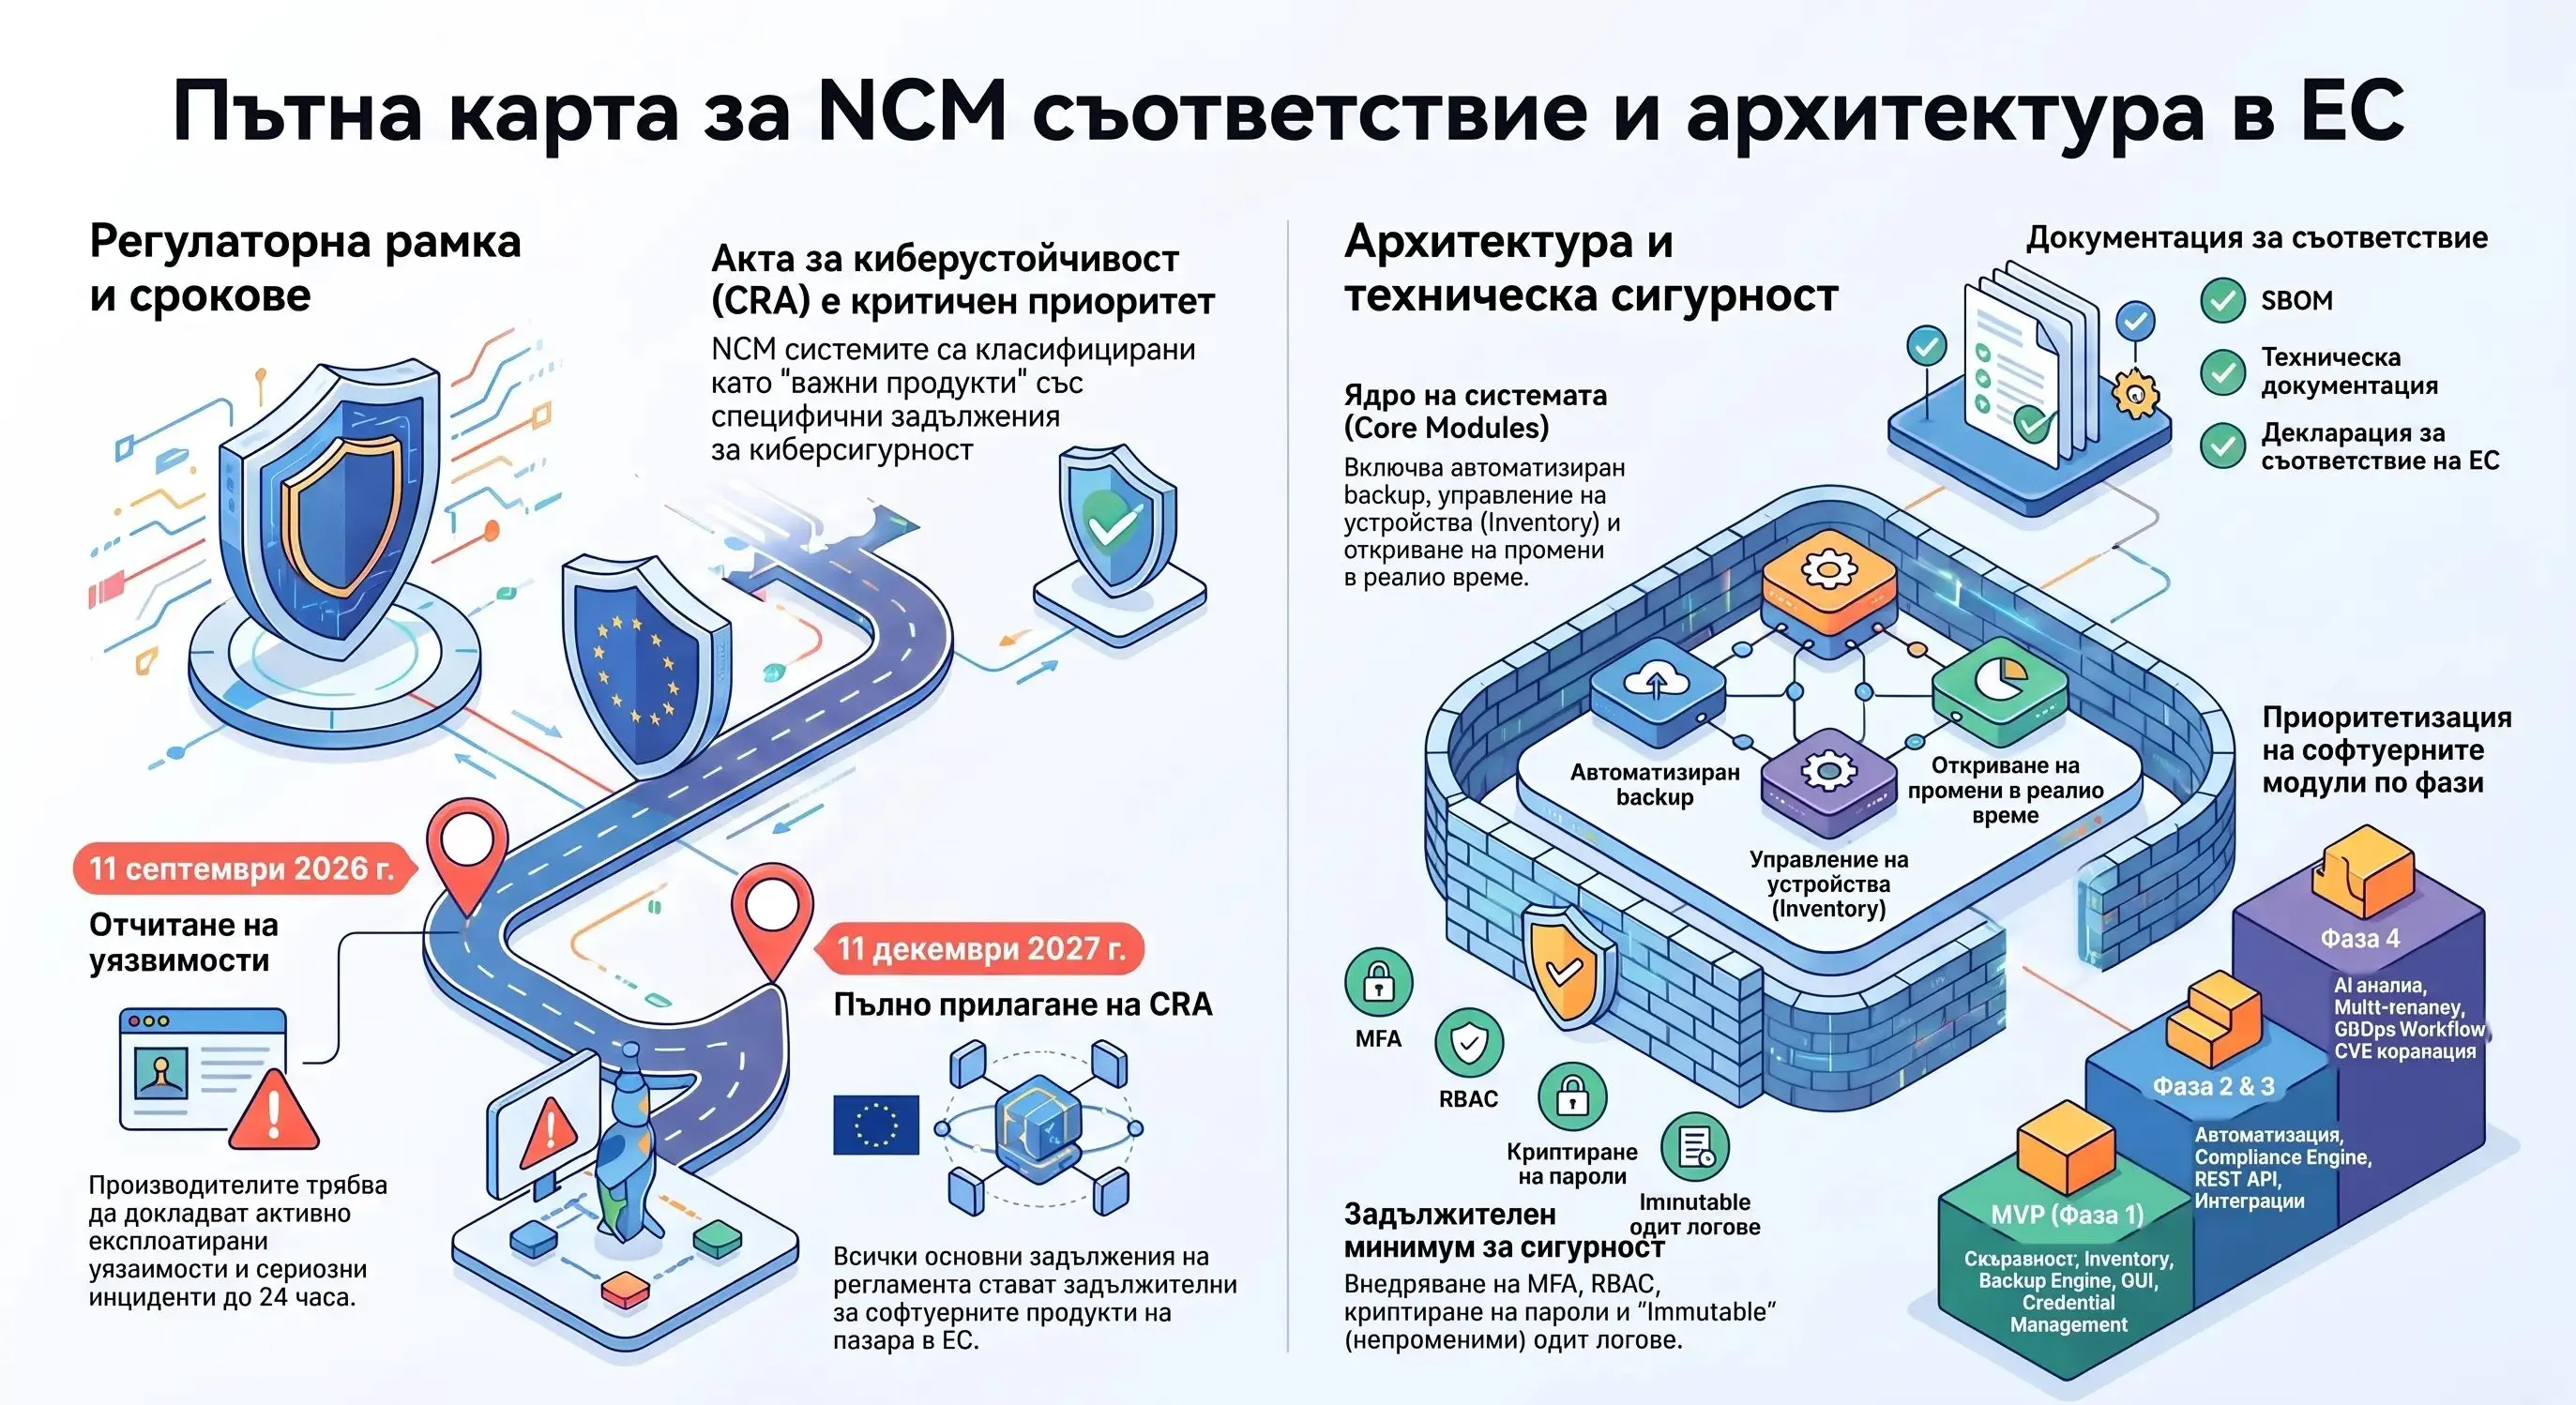 Пътна карта за NCM съответствие и архитектура в ЕС
Регулаторна рамка
и срокове
Акта за киберустойчивост
(CRA) е критичен приоритет
NCM системите са класифицирани
като "важни продукти" със
специфични задължения
за киберсигурност
11 септември 2026 г.
Отчитане на
уязвимости
Производителите трябва
да докладват активно
експлоатирани
уязаимости и сериозни
инциденти до 24 часа.
11 декември 2027 г.
Пълно прилагане на CRA
Всички основни задължения на
регламента стават задължителни
за софтуерните продукти на
пазара в ЕС.
Архитектура и
техническа сигурност
Документация за съответствие
SBOM
Техническа
документация
Декларация за
съответствие на ЕС
Ядро на системата
(Core Modules)
Включва автоматизиран
backup, управление на
устройства (Inventory) и
откриване на промени
в реалио време.
Автоматизиран
backup
Откриване на
промени в реалио
време
Управление на
устройства
(Inventory)
MFA
RBAC
Криптиране
на пароли
Imınutable
одит логове
Задължителен
минимум за сигурност
Внедряване на MFA, RBAC,
криптиране на пароли и "Immutable"
(непроменими) одит логове.
Приоритетизация
на софтуерните
модули по фази
Фаза 4
AI аналиа,
Multt-renaney,
GBDps Workflow,
CVE коранация
Фаза 2 & 3
Автоматизация,
Compliance Engine,
REST API,
Интеграции
MVP (Фаза 1)
Скъравност, Inventory,
Backup Engine, GUI,
Credential
Management